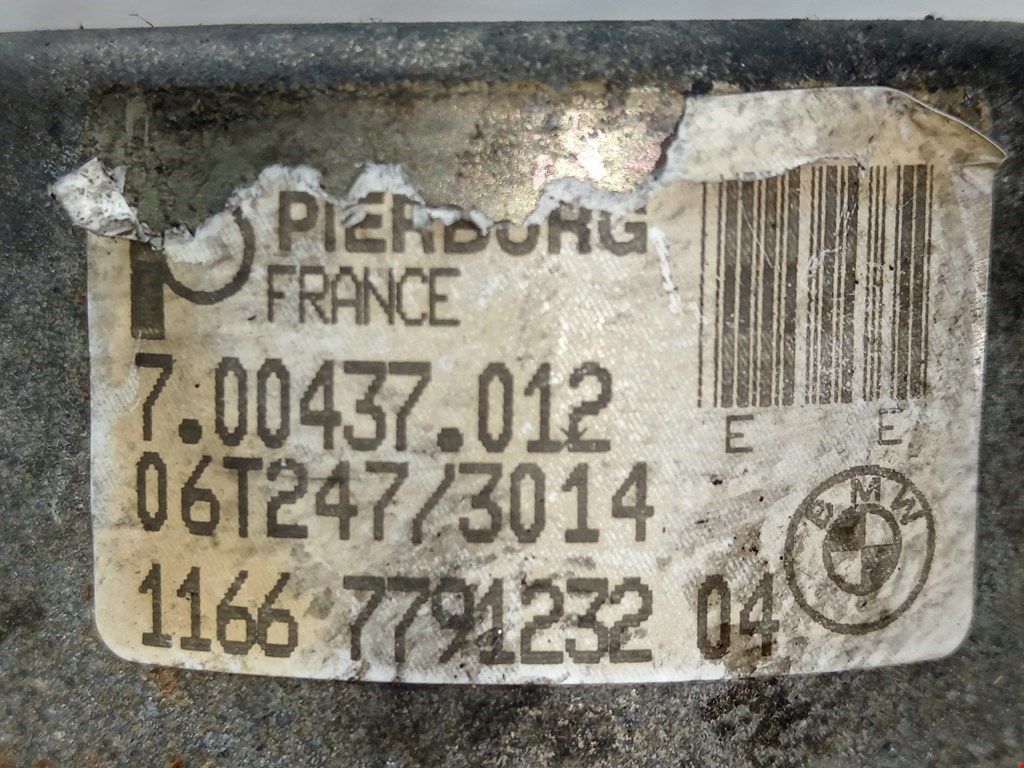 PIERBURG
FRANCE
7.00437.012
06T247/3014
1166 7791232 04
E E
BMW